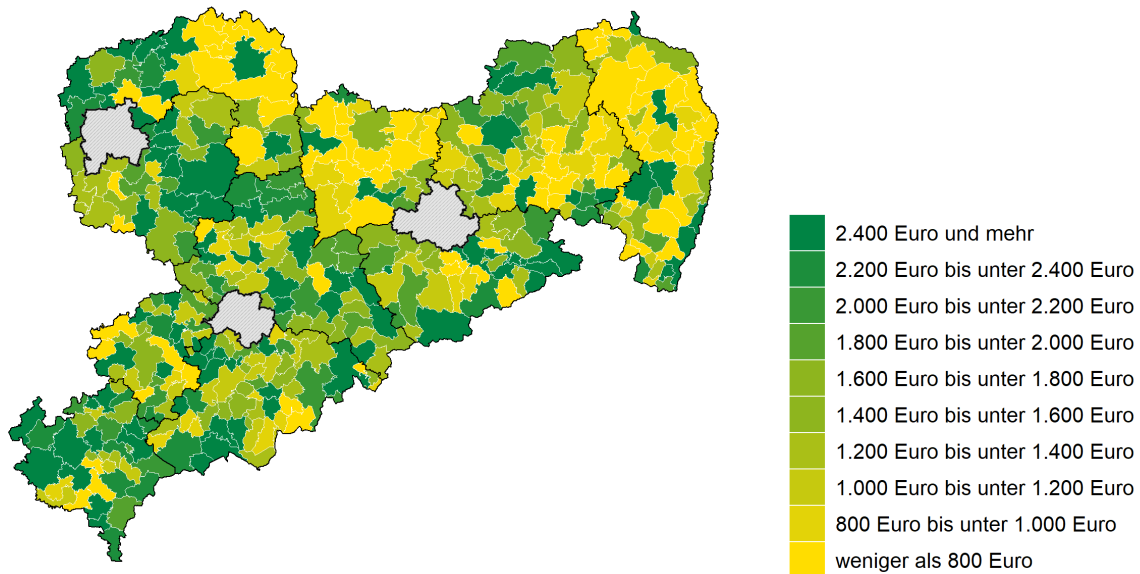 2.400 Euro und mehr
2.200 Euro bis unter 2.400 Euro
2.000 Euro bis unter 2.200 Euro
1.800 Euro bis unter 2.000 Euro
1.600 Euro bis unter 1.800 Euro
1.400 Euro bis unter 1.600 Euro
1.200 Euro bis unter 1.400 Euro
1.000 Euro bis unter 1.200 Euro
800 Euro bis unter 1.000 Euro
weniger als 800 Euro